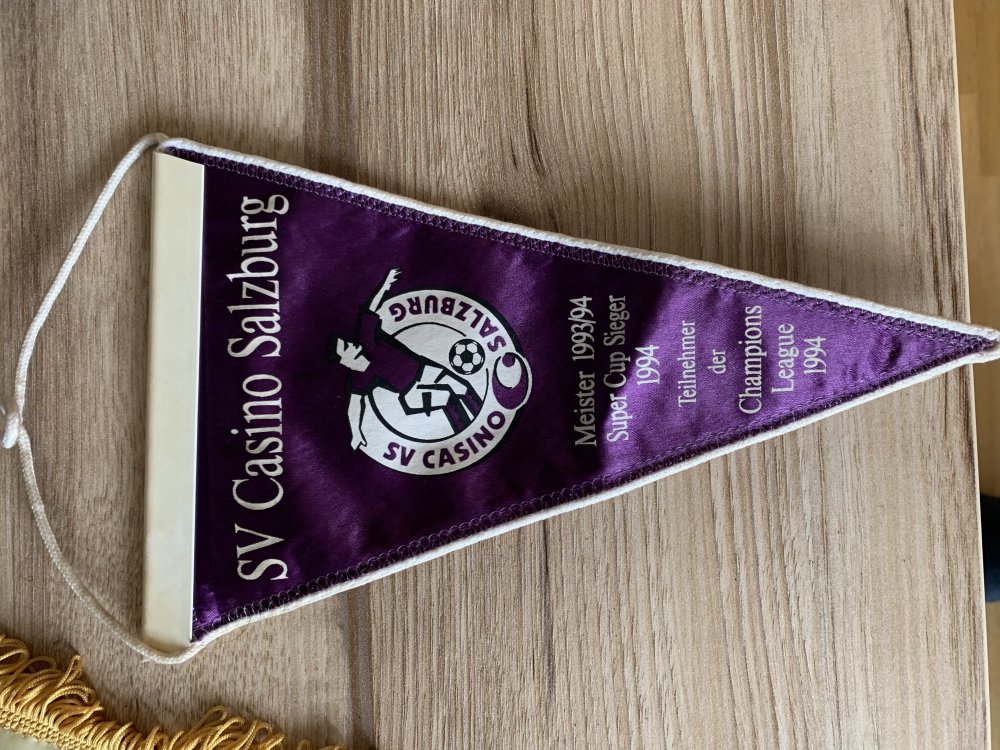 SV Casino Salzburg
SV CASINO SALZBURG
Meister 1993/94
Super Cup Sieger
1994
Teilnehmer
der
Champions
League
1994